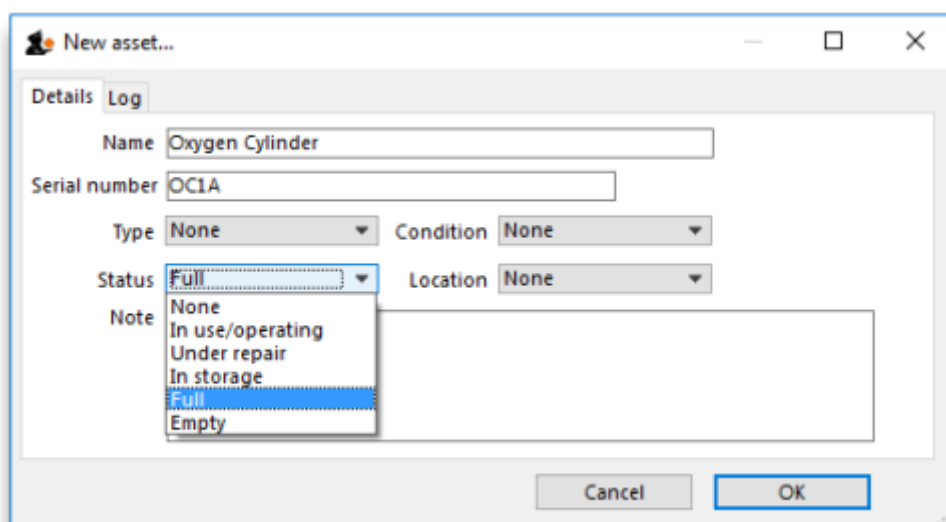 New asset...
Details Log
Name Oxygen Cylinder
Serial number OC1A
Type None Condition None
Status Full Location None
None
Note
In use/operating
Under repair
In storage
Full
Empty
Cancel OK